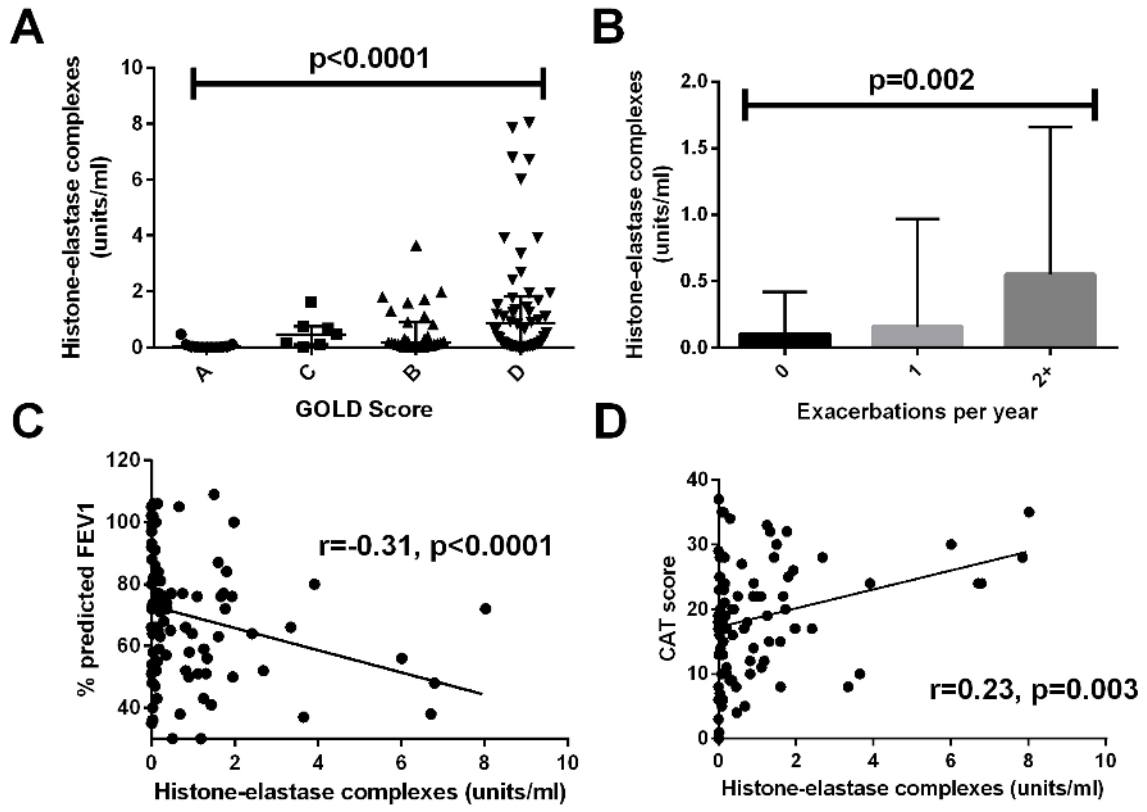 A
Histone-elastase complexes
(units/ml)
10
8
6
4
2
0
p<0.0001
A
C
B
D
GOLD Score
B
Histone-elastase complexes
(units/ml)
2.0
1.5
1.0
0.5
0.0
p=0.002
0
1
2+
Exacerbations per year
C
% predicted FEV1
120
100
80
60
40
r=-0.31, p<0.0001
0 2 4 6 8 10
Histone-elastase complexes (units/ml)
D
CAT score
40
30
20
10
0
r=0.23, p=0.003
0 2 4 6 8 10
Histone-elastase complexes (units/ml)